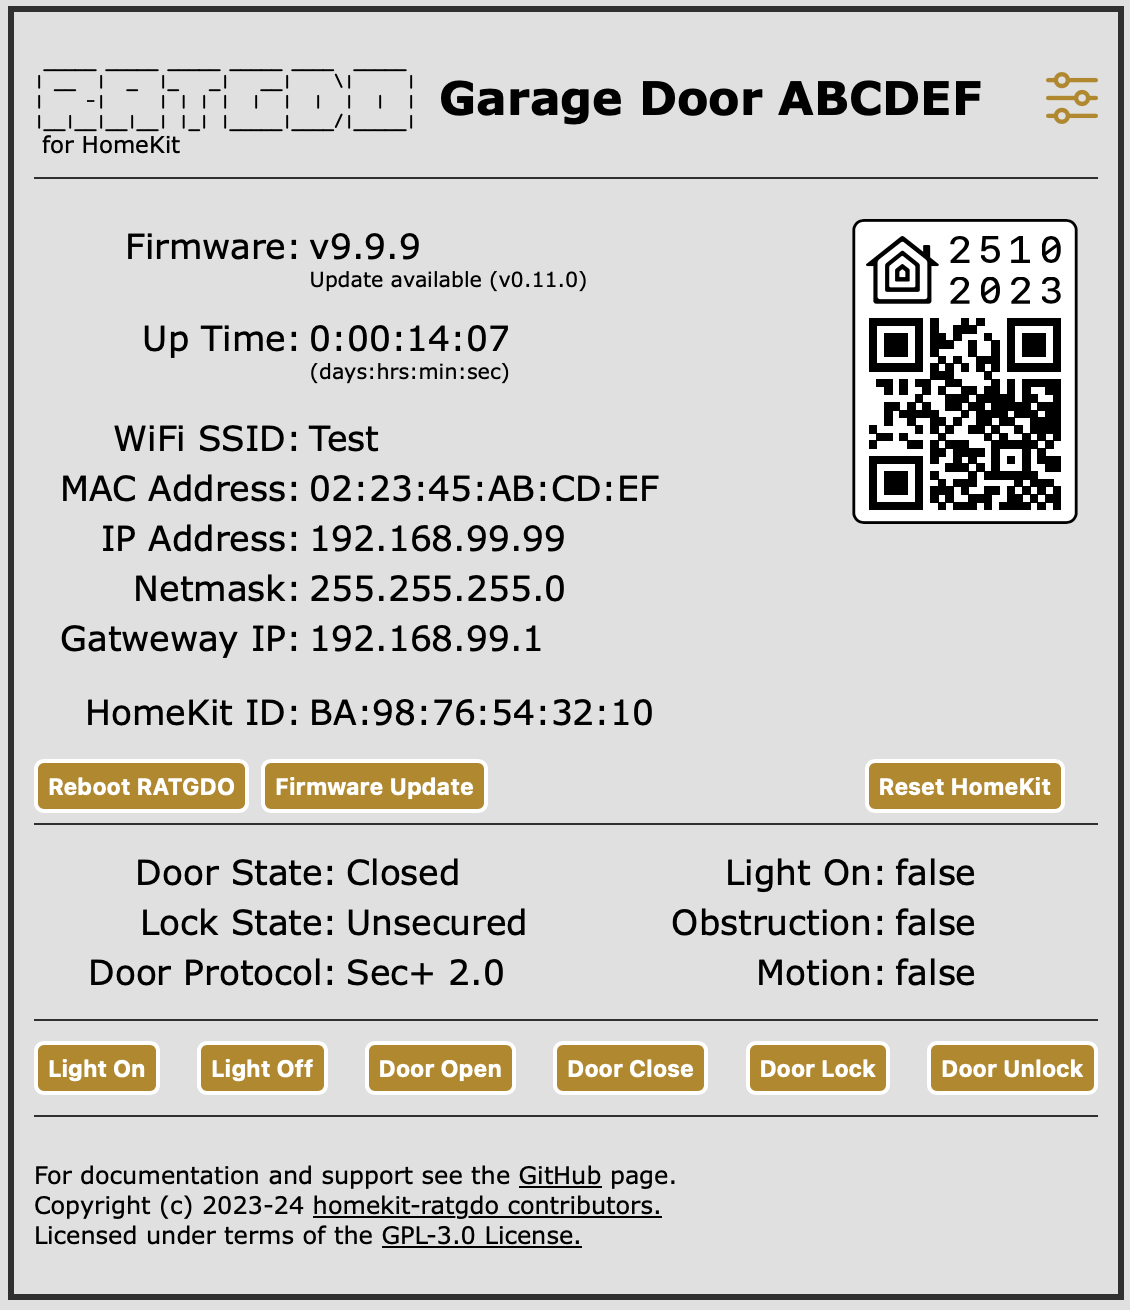 RATGDO
for HomeKit
Garage Door ABCDEF
Firmware: v9.9.9
Update available (v0.11.0)
Up Time: 0:00:14:07
(days:hrs:min:sec)
2510
2023
WiFi SSID: Test
MAC Address: 02:23:45:AB:CD:EF
IP Address: 192.168.99.99
Netmask: 255.255.255.0
Gatweway IP: 192.168.99.1
HomeKit ID: BA:98:76:54:32:10
Reboot RATGDO Firmware Update Reset HomeKit
Door State: Closed Light On: false
Lock State: Unsecured Obstruction: false
Door Protocol: Sec+ 2.0 Motion: false
Light On Light Off Door Open Door Close Door Lock Door Unlock
For documentation and support see the GitHub page.
Copyright (c) 2023-24 homekit-ratgdo contributors.
Licensed under terms of the GPL-3.0 License.